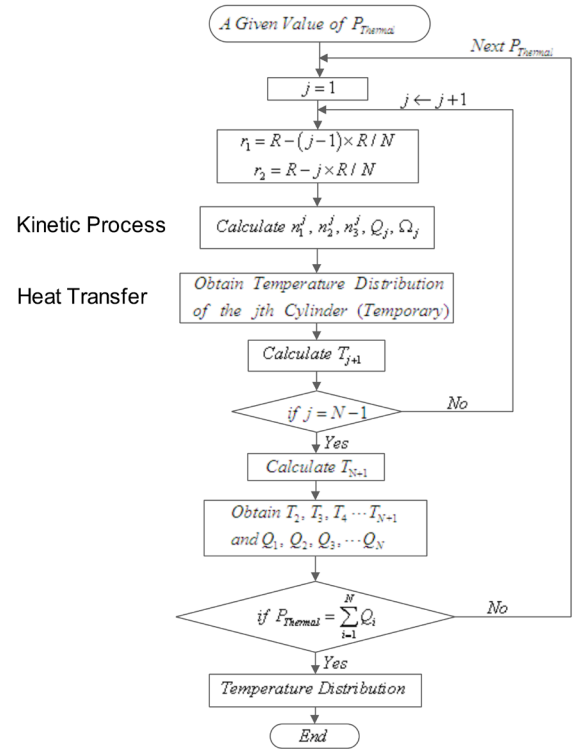 A Given Value of P_Thermal
Next P_Thermal
j = 1
j ← j+1
r₁ = R − (j−1) × R / N
r₂ = R − j × R / N
Kinetic Process
Calculate n₁ʲ, n₂ʲ, n₃ʲ, Q_j, Ω_j
Heat Transfer
Obtain Temperature Distribution
of the jth Cylinder (Temporary)
Calculate T_{j+1}
if j = N−1
No
Yes
Calculate T_{N+1}
Obtain T₂, T₃, T₄ ⋯ T_{N+1}
and Q₁, Q₂, Q₃, ⋯ Q_N
if P_Thermal = ∑_{i=1}^{N} Q_i
No
Yes
Temperature Distribution
End